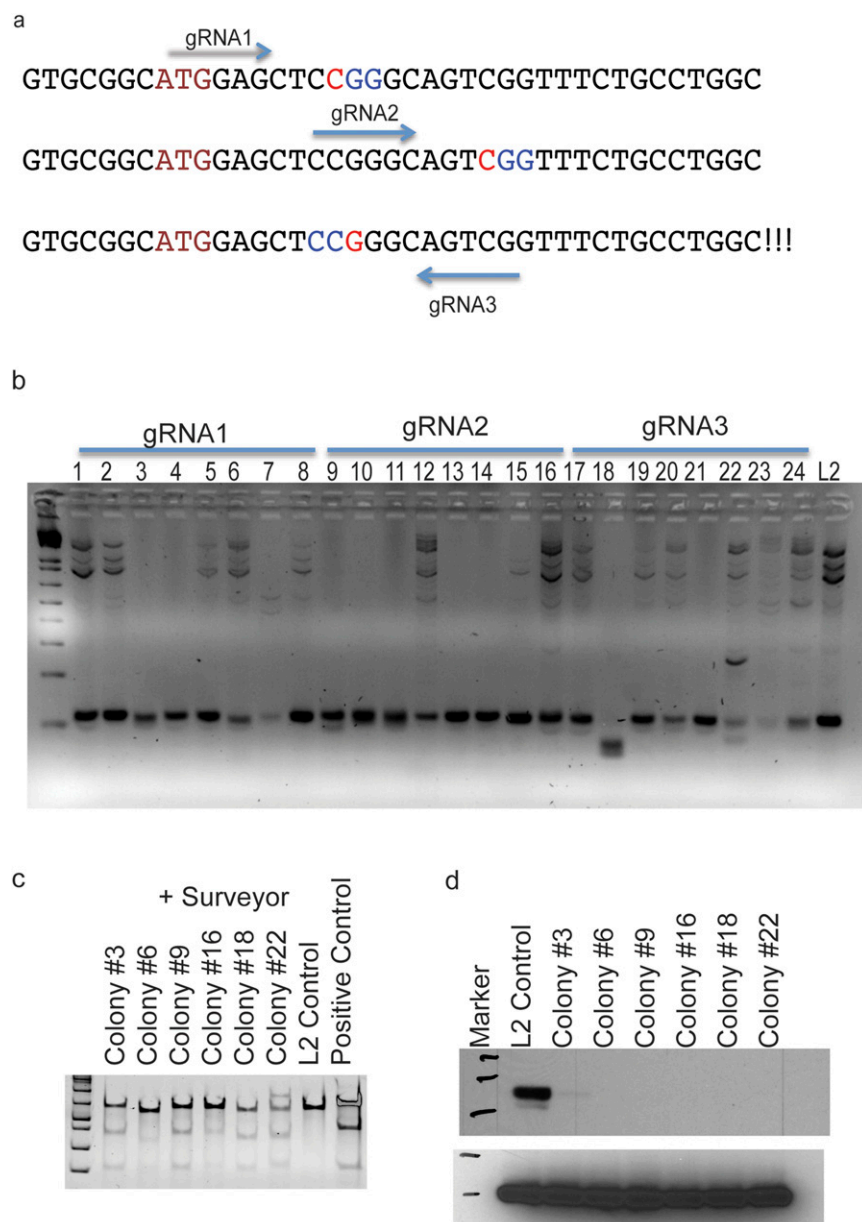 a
gRNA1
GTGCGGCATGGAGCTCCGGGCAGTCGGTTTCTGCCTGGC
gRNA2
GTGCGGCATGGAGCTCCGGGCAGTCGGTTTCTGCCTGGC
GTGCGGCATGGAGCTCCGGGCAGTCGGTTTCTGCCTGGC!!!
gRNA3
b
gRNA1 gRNA2 gRNA3
1 2 3 4 5 6 7 8 9 10 11 12 13 14 15 16 17 18 19 20 21 22 23 24 L2
c
+ Surveyor
Colony #3
Colony #6
Colony #9
Colony #16
Colony #18
Colony #22
L2 Control
Positive Control
d
Marker
L2 Control
Colony #3
Colony #6
Colony #9
Colony #16
Colony #18
Colony #22